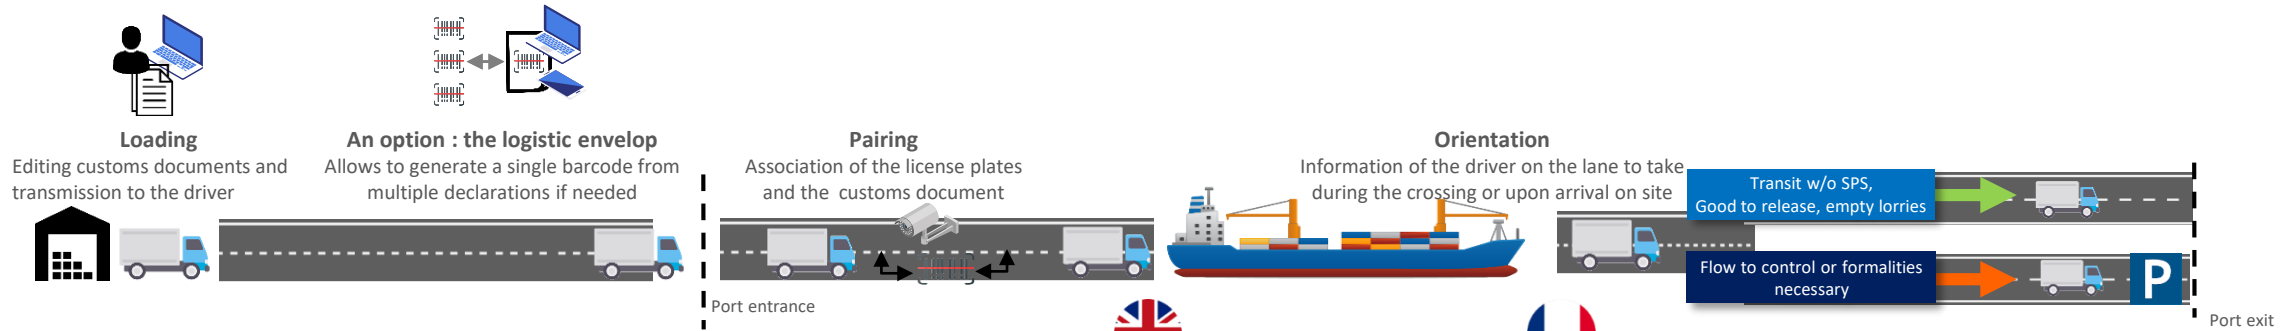 Loading
Editing customs documents and
transmission to the driver
An option : the logistic envelop
Allows to generate a single barcode from
multiple declarations if needed
Pairing
Association of the license plates
and the customs document
Orientation
Information of the driver on the lane to take
during the crossing or upon arrival on site
Transit w/o SPS,
Good to release, empty lorries
Flow to control or formalities
necessary
P
Port entrance
Port exit